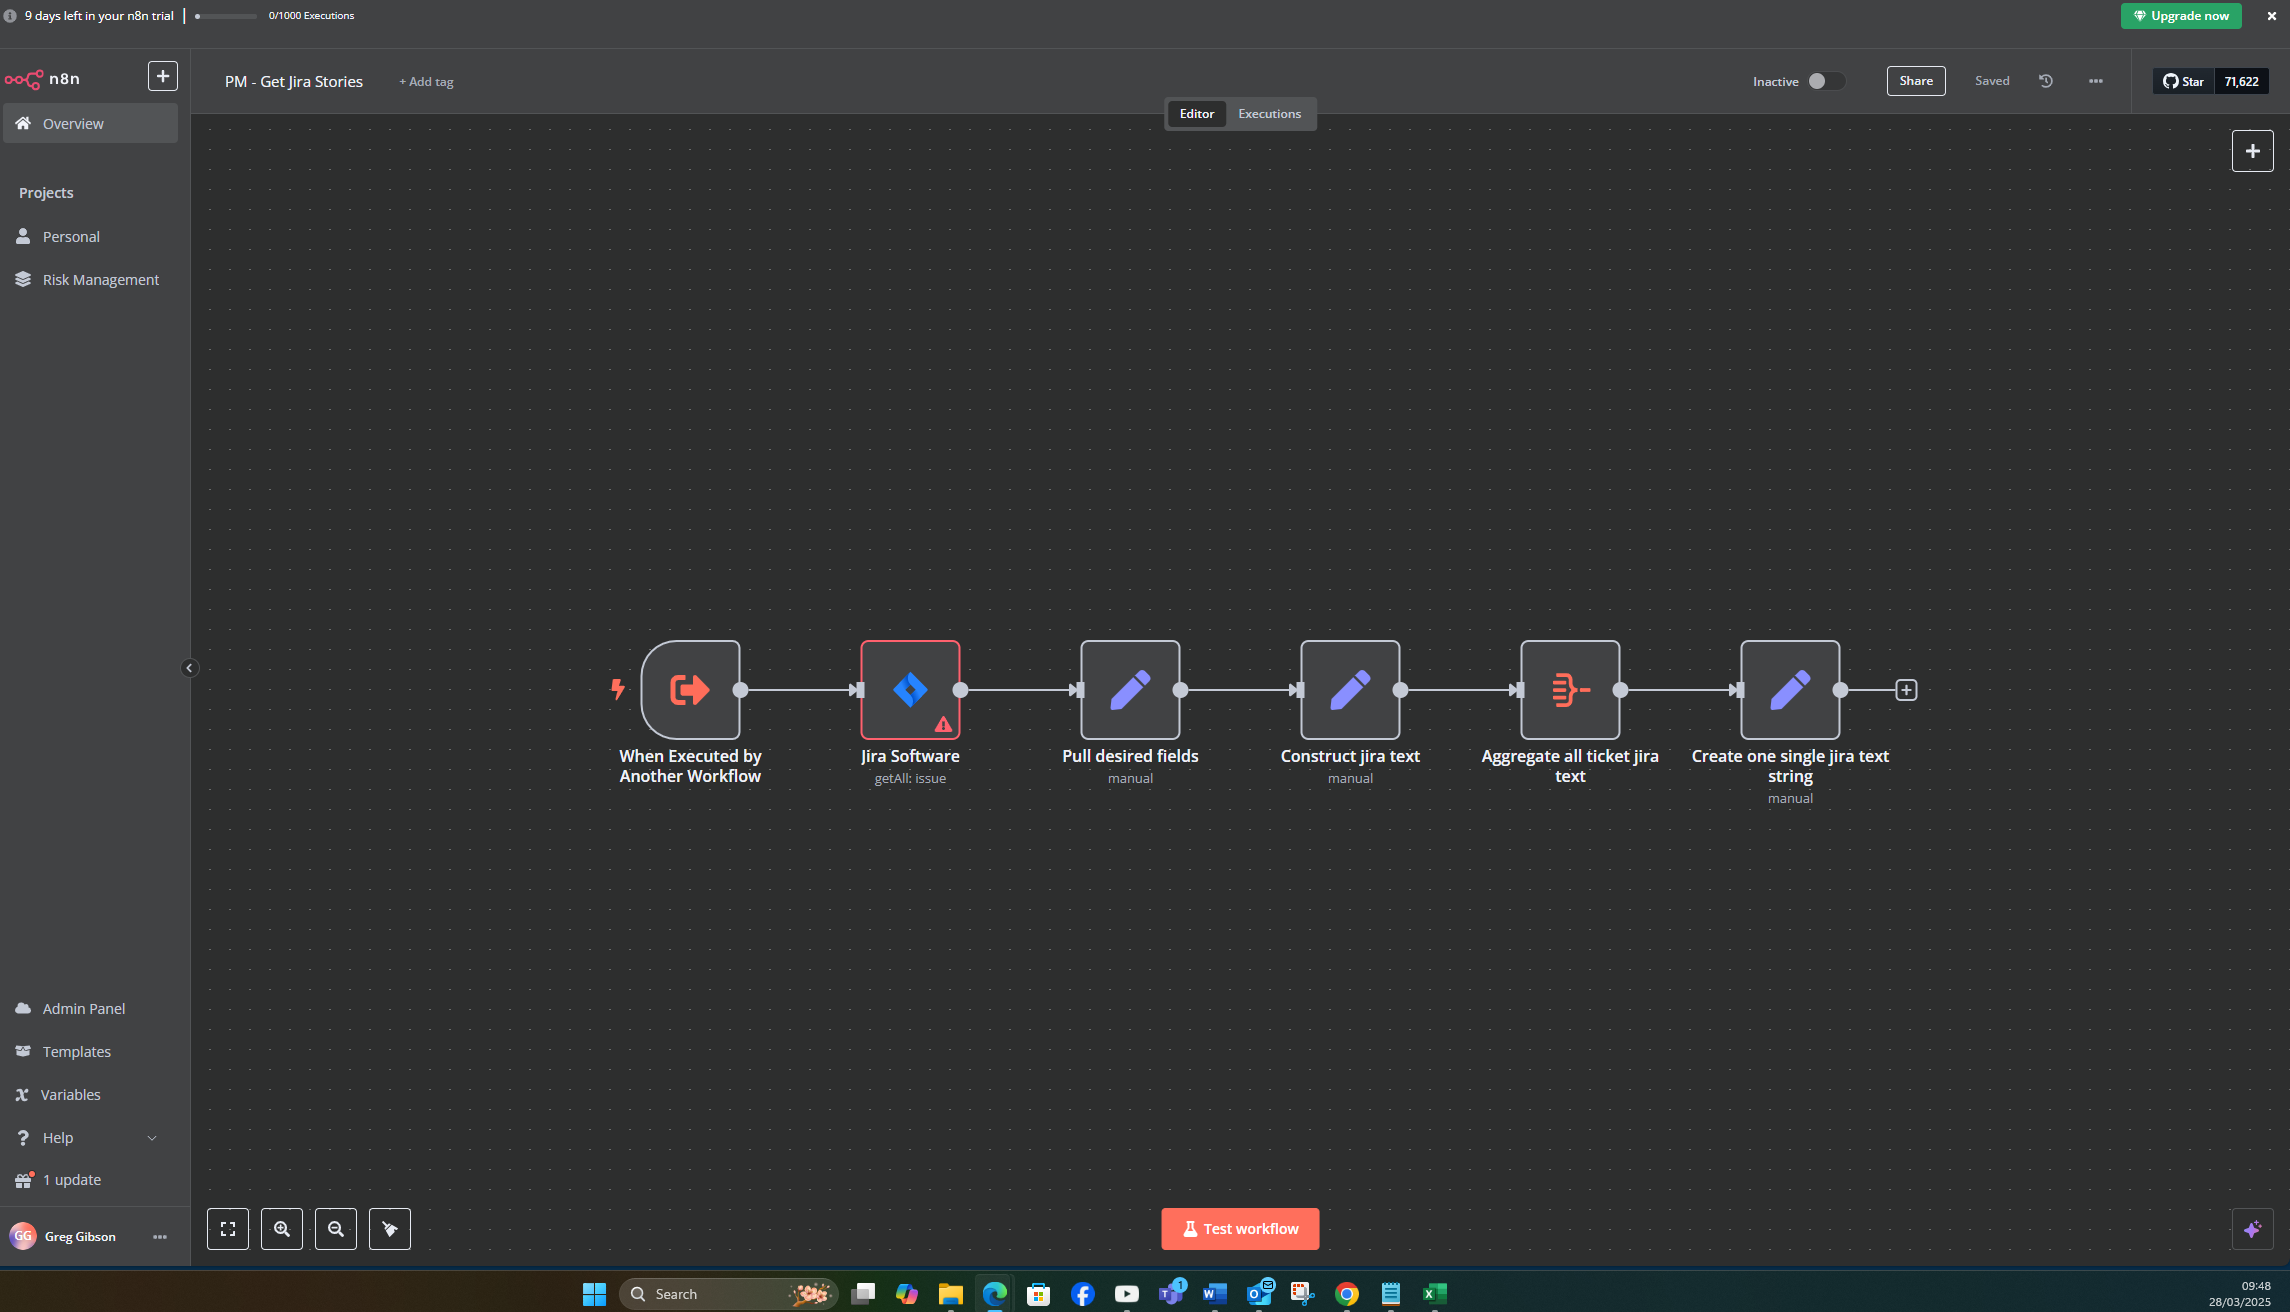 9 days left in your n8n trial
0/1000 Executions
Upgrade now
n8n
PM - Get Jira Stories
+ Add tag
Inactive
Share
Saved
Star
71,622
Editor
Executions
Overview
Projects
Personal
Risk Management
When Executed by
Another Workflow
Jira Software
getAll: issue
Pull desired fields
manual
Construct jira text
manual
Aggregate all ticket jira
text
Create one single jira text
string
manual
Admin Panel
Templates
Variables
Help
1 update
GG
Greg Gibson
Test workflow
Search
1
09:48
28/03/2025